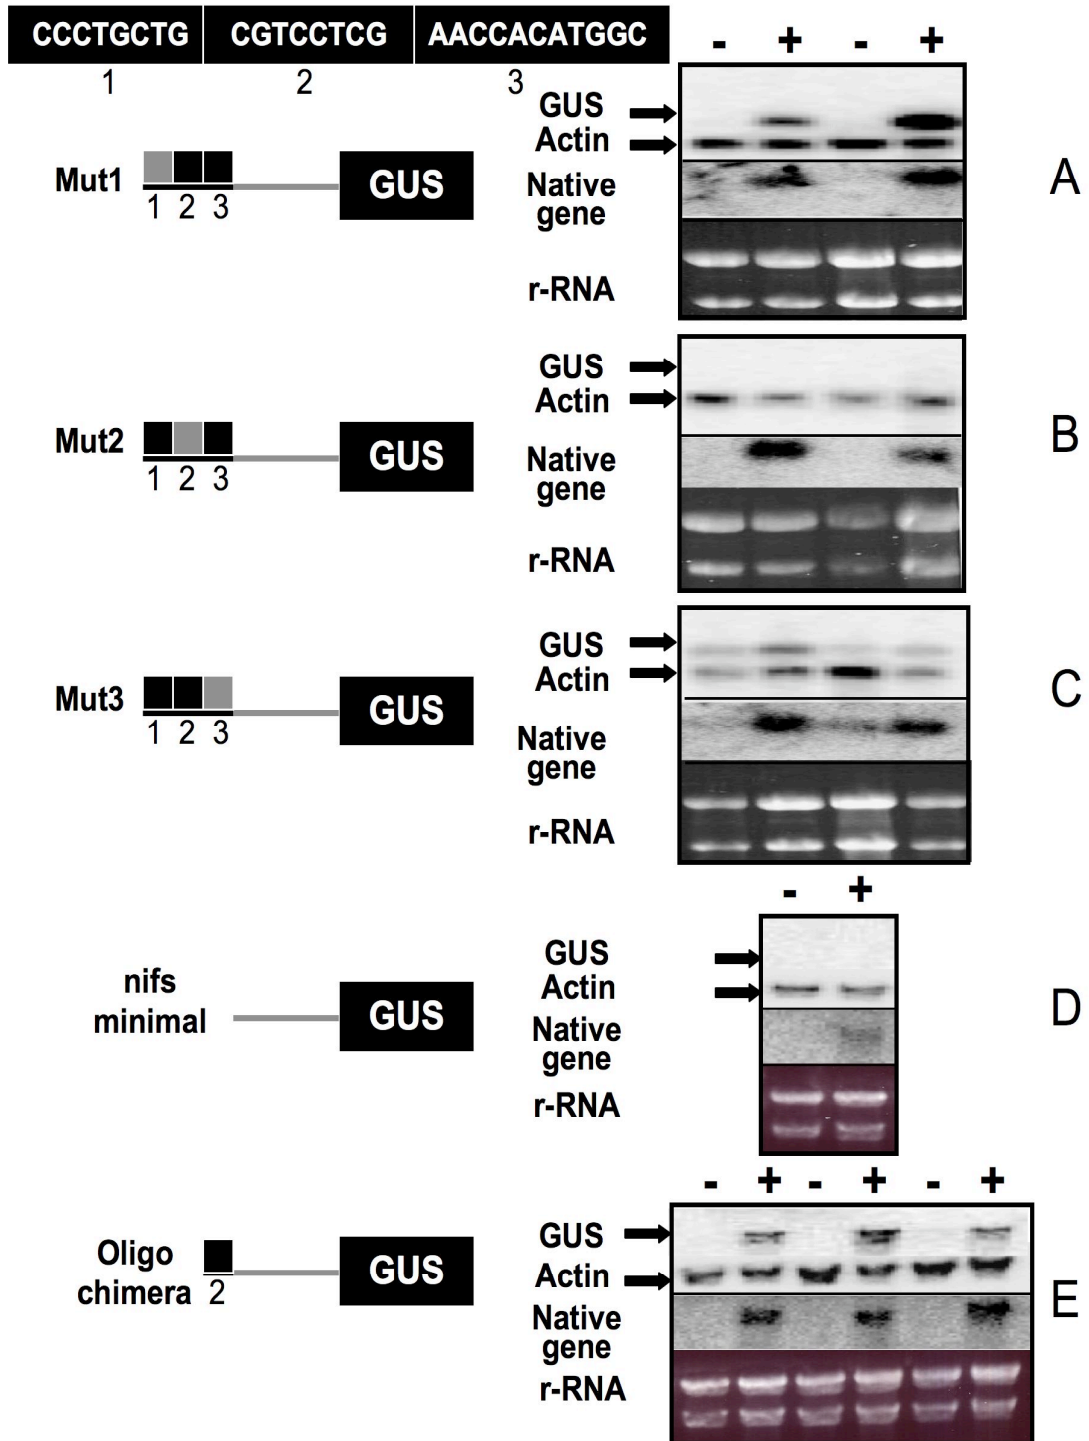 CCCTGCTG CGTCCTCG AACCACATGGC
1 2 3
- + - +
GUS
Actin
Mut1
1 2 3
GUS
Native
gene
r-RNA
A
GUS
Actin
Mut2
1 2 3
GUS
Native
gene
r-RNA
B
GUS
Actin
Mut3
1 2 3
GUS
Native
gene
r-RNA
C
- +
nifs
minimal
GUS
GUS
Actin
Native
gene
r-RNA
D
- + - + - +
Oligo
chimera 2
GUS
GUS
Actin
Native
gene
r-RNA
E